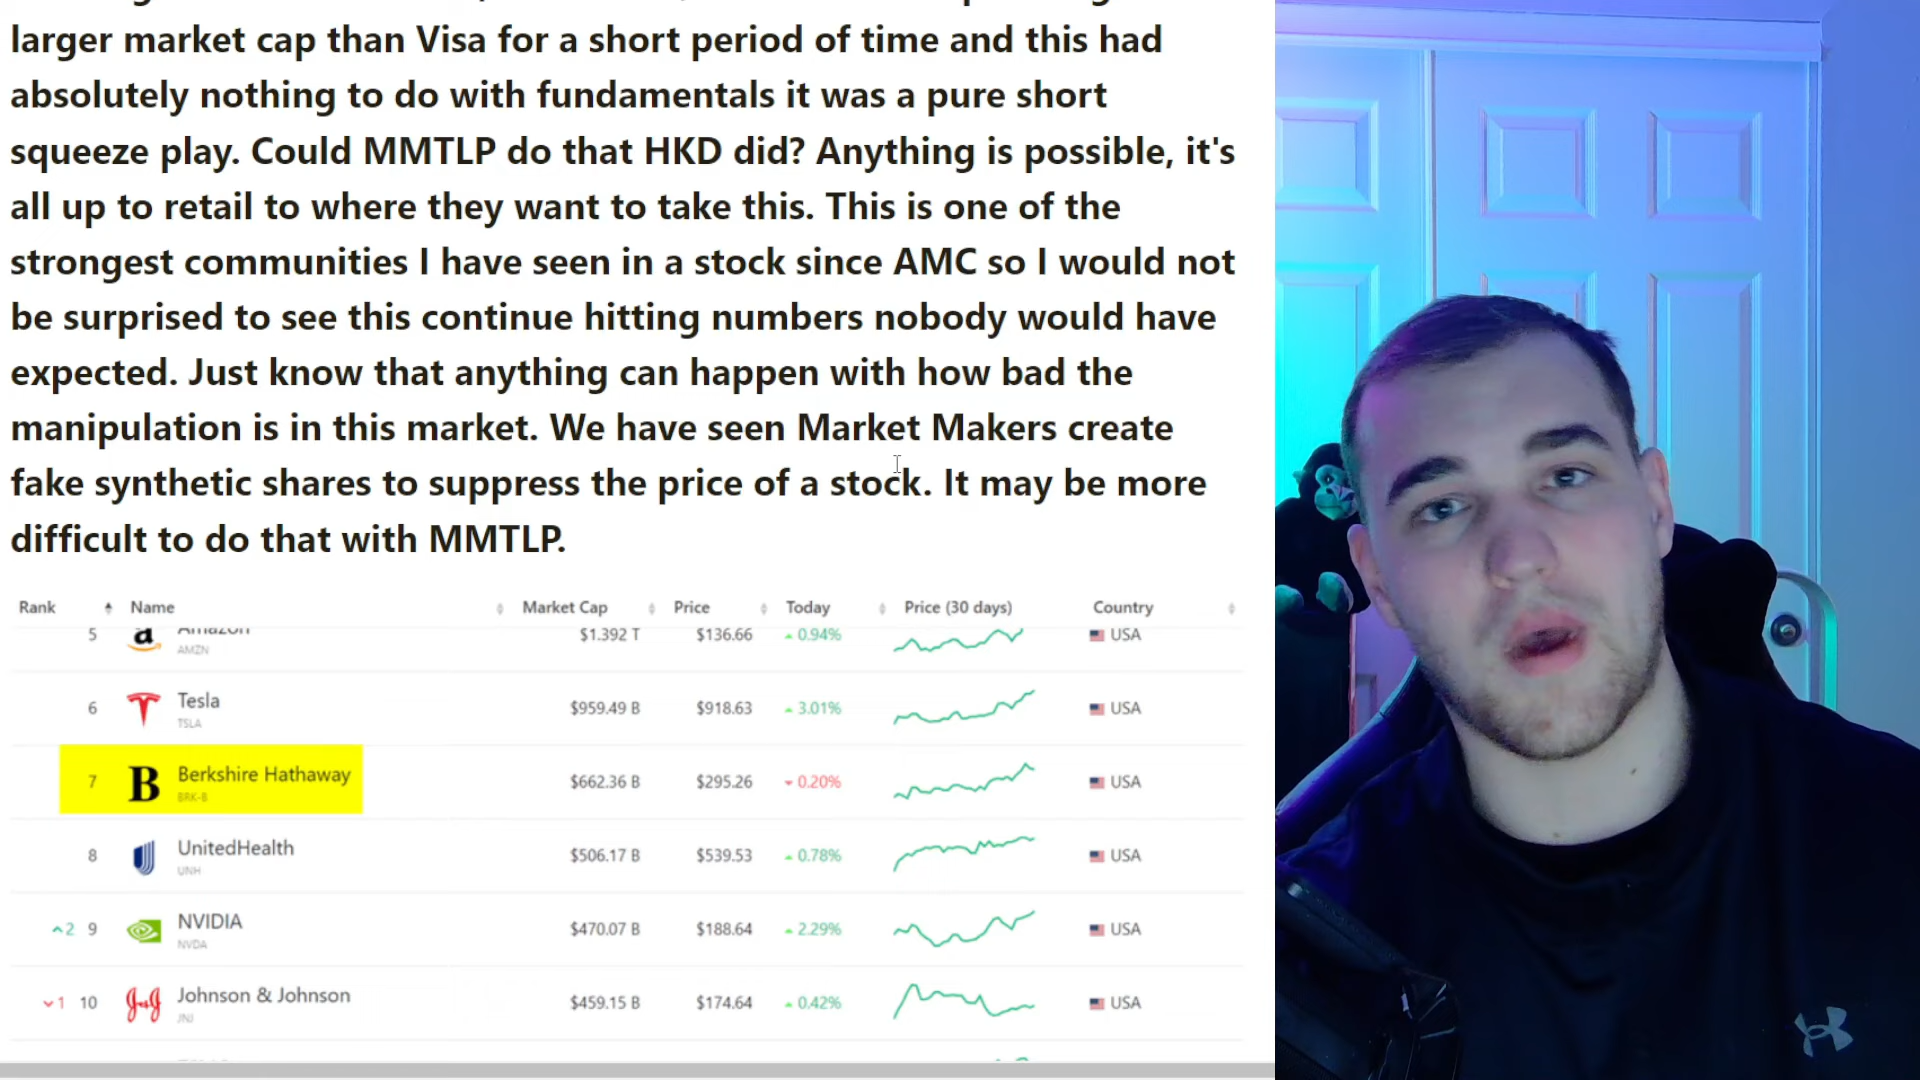 larger market cap than Visa for a short period of time and this had
absolutely nothing to do with fundamentals it was a pure short
squeeze play. Could MMTLP do that HKD did? Anything is possible, it's
all up to retail to where they want to take this. This is one of the
strongest communities I have seen in a stock since AMC so I would not
be surprised to see this continue hitting numbers nobody would have
expected. Just know that anything can happen with how bad the
manipulation is in this market. We have seen Market Makers create
fake synthetic shares to suppress the price of a stock. It may be more
difficult to do that with MMTLP.
Rank Name Market Cap Price Today Price (30 days) Country
5 Amazon $1.392 T $136.66 0.94% USA
AMZN
6 Tesla $959.49 B $918.63 3.01% USA
TSLA
7 Berkshire Hathaway $662.36 B $295.26 0.20% USA
BRK-B
8 UnitedHealth $506.17 B $539.53 0.78% USA
UNH
2 9 NVIDIA $470.07 B $188.64 2.29% USA
NVDA
1 10 Johnson & Johnson $459.15 B $174.64 0.42% USA
JNJ